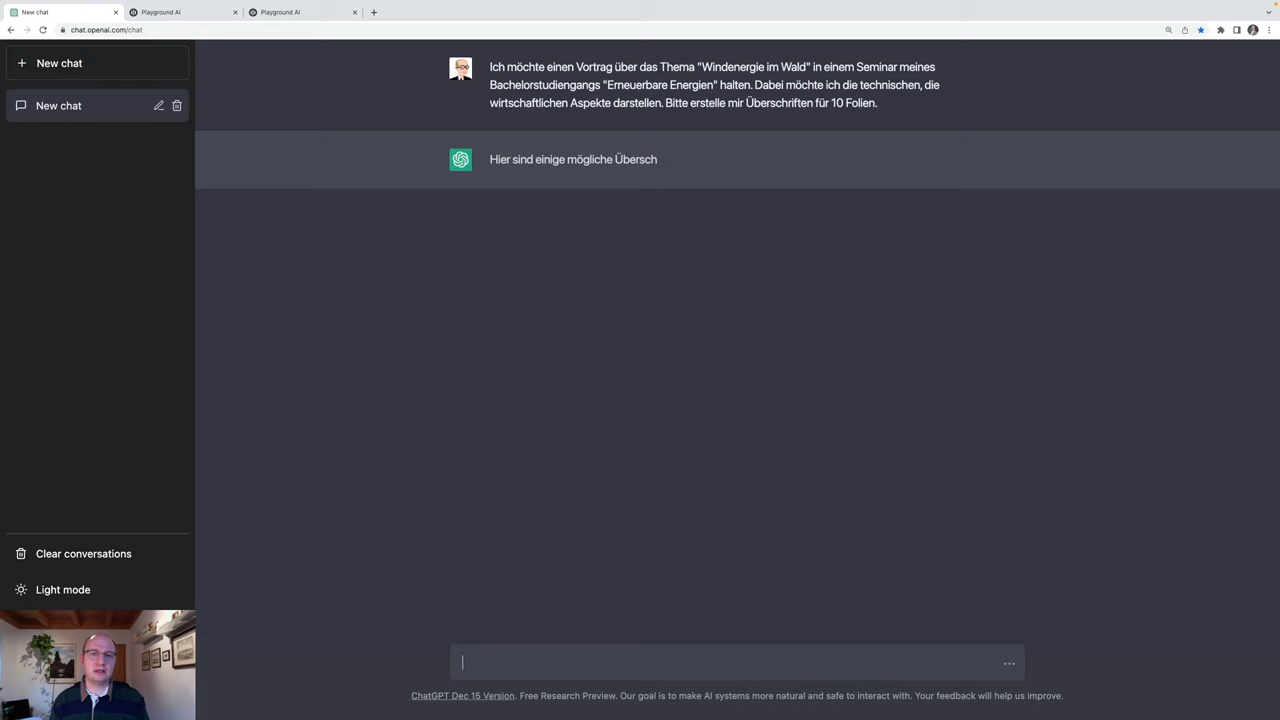 New chat
Playground AI
Playground AI
chat.openai.com/chat
New chat
New chat
Ich möchte einen Vortrag über das Thema "Windenergie im Wald" in einem Seminar meines
Bachelorstudiengangs "Erneuerbare Energien" halten. Dabei möchte ich die technischen, die
wirtschaftlichen Aspekte darstellen. Bitte erstelle mir Überschriften für 10 Folien.
Hier sind einige mögliche Übersch
Clear conversations
Light mode
ChatGPT Dec 15 Version. Free Research Preview. Our goal is to make AI systems more natural and safe to interact with. Your feedback will help us improve.